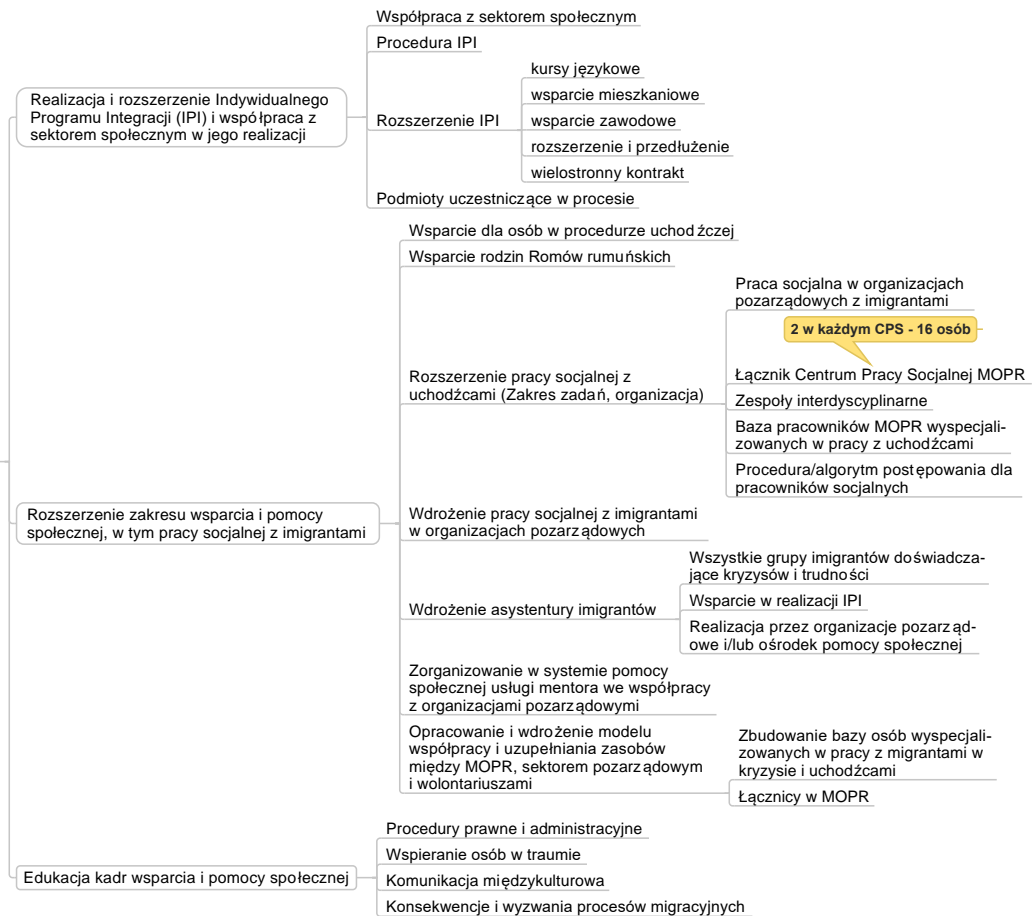 Realizacja i rozszerzenie Indywidualnego
Programu Integracji (IPI) i współpraca z
sektorem społecznym w jego realizacji
Współpraca z sektorem społecznym
Procedura IPI
Rozszerzenie IPI
kursy językowe
wsparcie mieszkaniowe
wsparcie zawodowe
rozszerzenie i przedłużenie
wielostronny kontrakt
Podmioty uczestniczące w procesie
Rozszerzenie zakresu wsparcia i pomocy
społecznej, w tym pracy socjalnej z imigrantami
Wsparcie dla osób w procedurze uchodźczej
Wsparcie rodzin Romów rumuńskich
Rozszerzenie pracy socjalnej z
uchodźcami (Zakres zadań, organizacja)
Praca socjalna w organizacjach
pozarządowych z imigrantami
2 w każdym CPS - 16 osób
Łącznik Centrum Pracy Socjalnej MOPR
Zespoły interdyscyplinarne
Baza pracowników MOPR wyspecjali-
zowanych w pracy z uchodźcami
Procedura/algorytm postępowania dla
pracowników socjalnych
Wdrożenie pracy socjalnej z imigrantami
w organizacjach pozarządowych
Wdrożenie asystentury imigrantów
Wszystkie grupy imigrantów doświadcza-
jące kryzysów i trudności
Wsparcie w realizacji IPI
Realizacja przez organizacje pozarząd-
owe i/lub ośrodek pomocy społecznej
Zorganizowanie w systemie pomocy
społecznej usługi mentora we współpracy
z organizacjami pozarządowymi
Opracowanie i wdrożenie modelu
współpracy i uzupełniania zasobów
między MOPR, sektorem pozarządowym
i wolontariuszami
Zbudowanie bazy osób wyspecjali-
zowanych w pracy z migrantami w
kryzysie i uchodźcami
Łącznicy w MOPR
Edukacja kadr wsparcia i pomocy społecznej
Procedury prawne i administracyjne
Wspieranie osób w traumie
Komunikacja międzykulturowa
Konsekwencje i wyzwania procesów migracyjnych